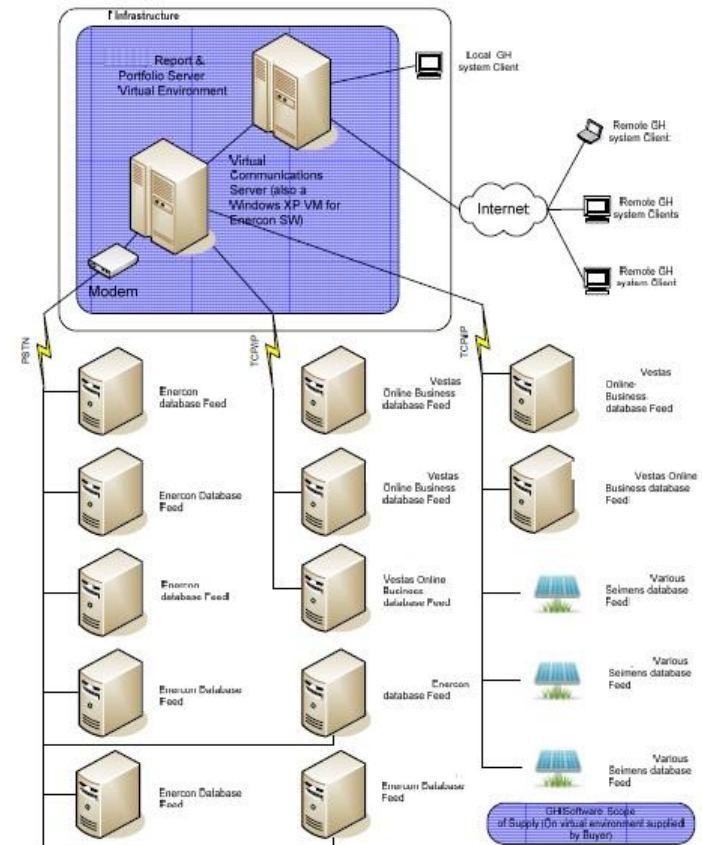 Infrastructure
Report &
Portfolio Server
Virtual Environment
Local GH
system Client
Virtual
Communications
Server (also a
Windows XP VM for
Enercon SW)
Modem
Internet
Remote GH
system Client
Remote GH
system Clients
Remote GH
system Client
PSTN
TCP/IP
TCP/IP
Enercon
database Feed
Vestas
Online Business
database Feed
Vestas
Online
Business
database Feed
Enercon Database
Feed
Vestas
Online Business
database Feed
Vestas Online
Business database
Feed
Enercon
database Feed
Vestas Online
Business
database Feed
Various
Seimens database
Feed
Enercon Database
Feed
Enercon
database Feed
Various
Seimens database
Feed
Enercon Database
Feed
Enercon Database
Feed
Various
Seimens database
Feed
GH Software Scope
of Supply (On virtual environment supplied
by Buyer)